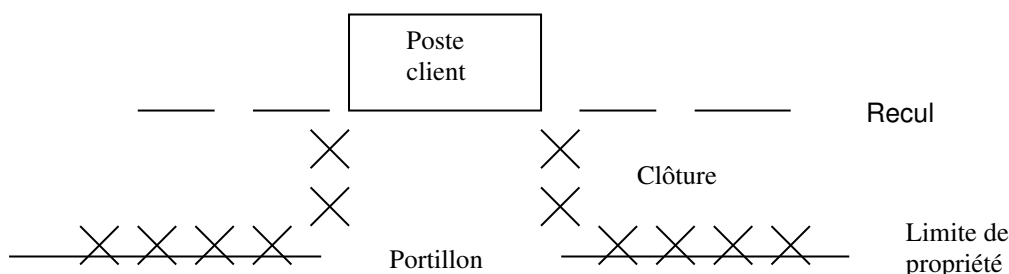 Poste
client
Recul
Clôture
Limite de
propriété
Portillon